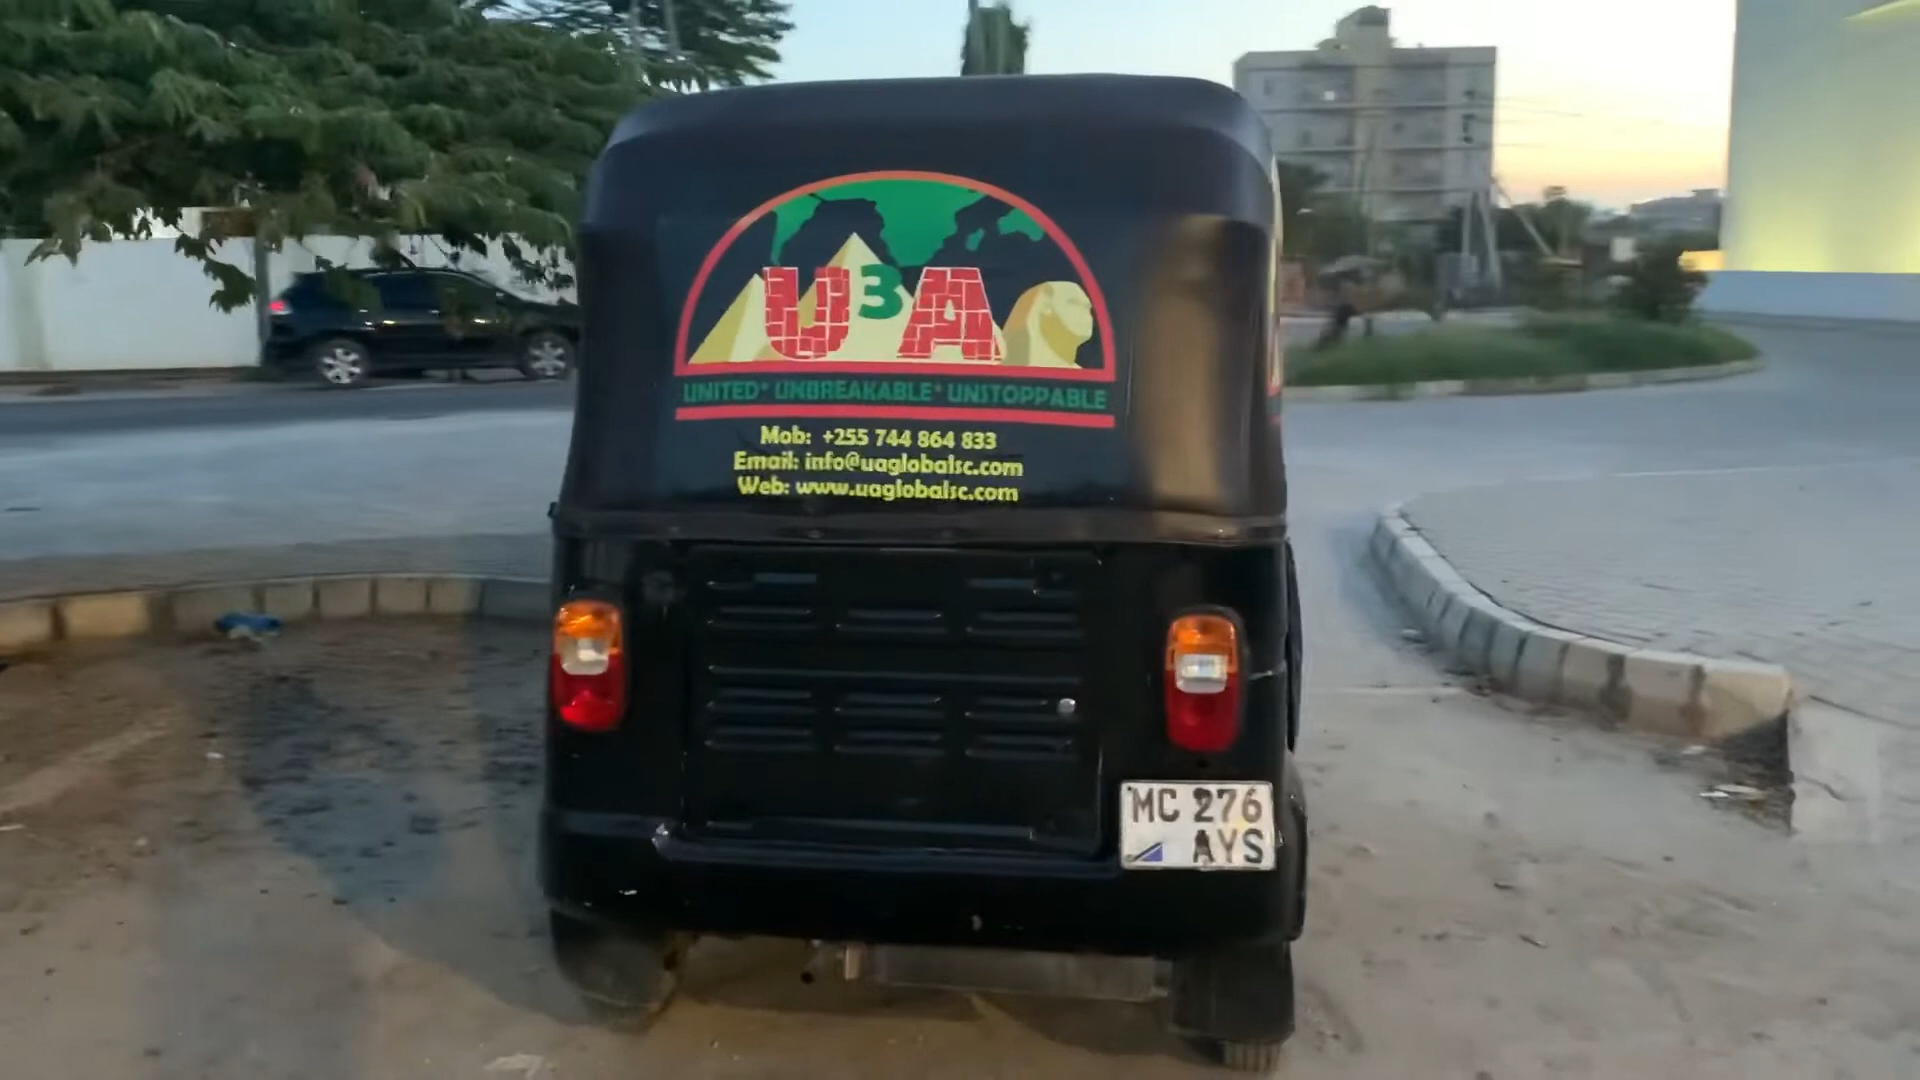 U³A
UNITED* UNBREAKABLE* UNSTOPPABLE
Mob: +255 744 864 833
Email: info@uaglobalsc.com
Web: www.uaglobalsc.com
MC 276
AYS